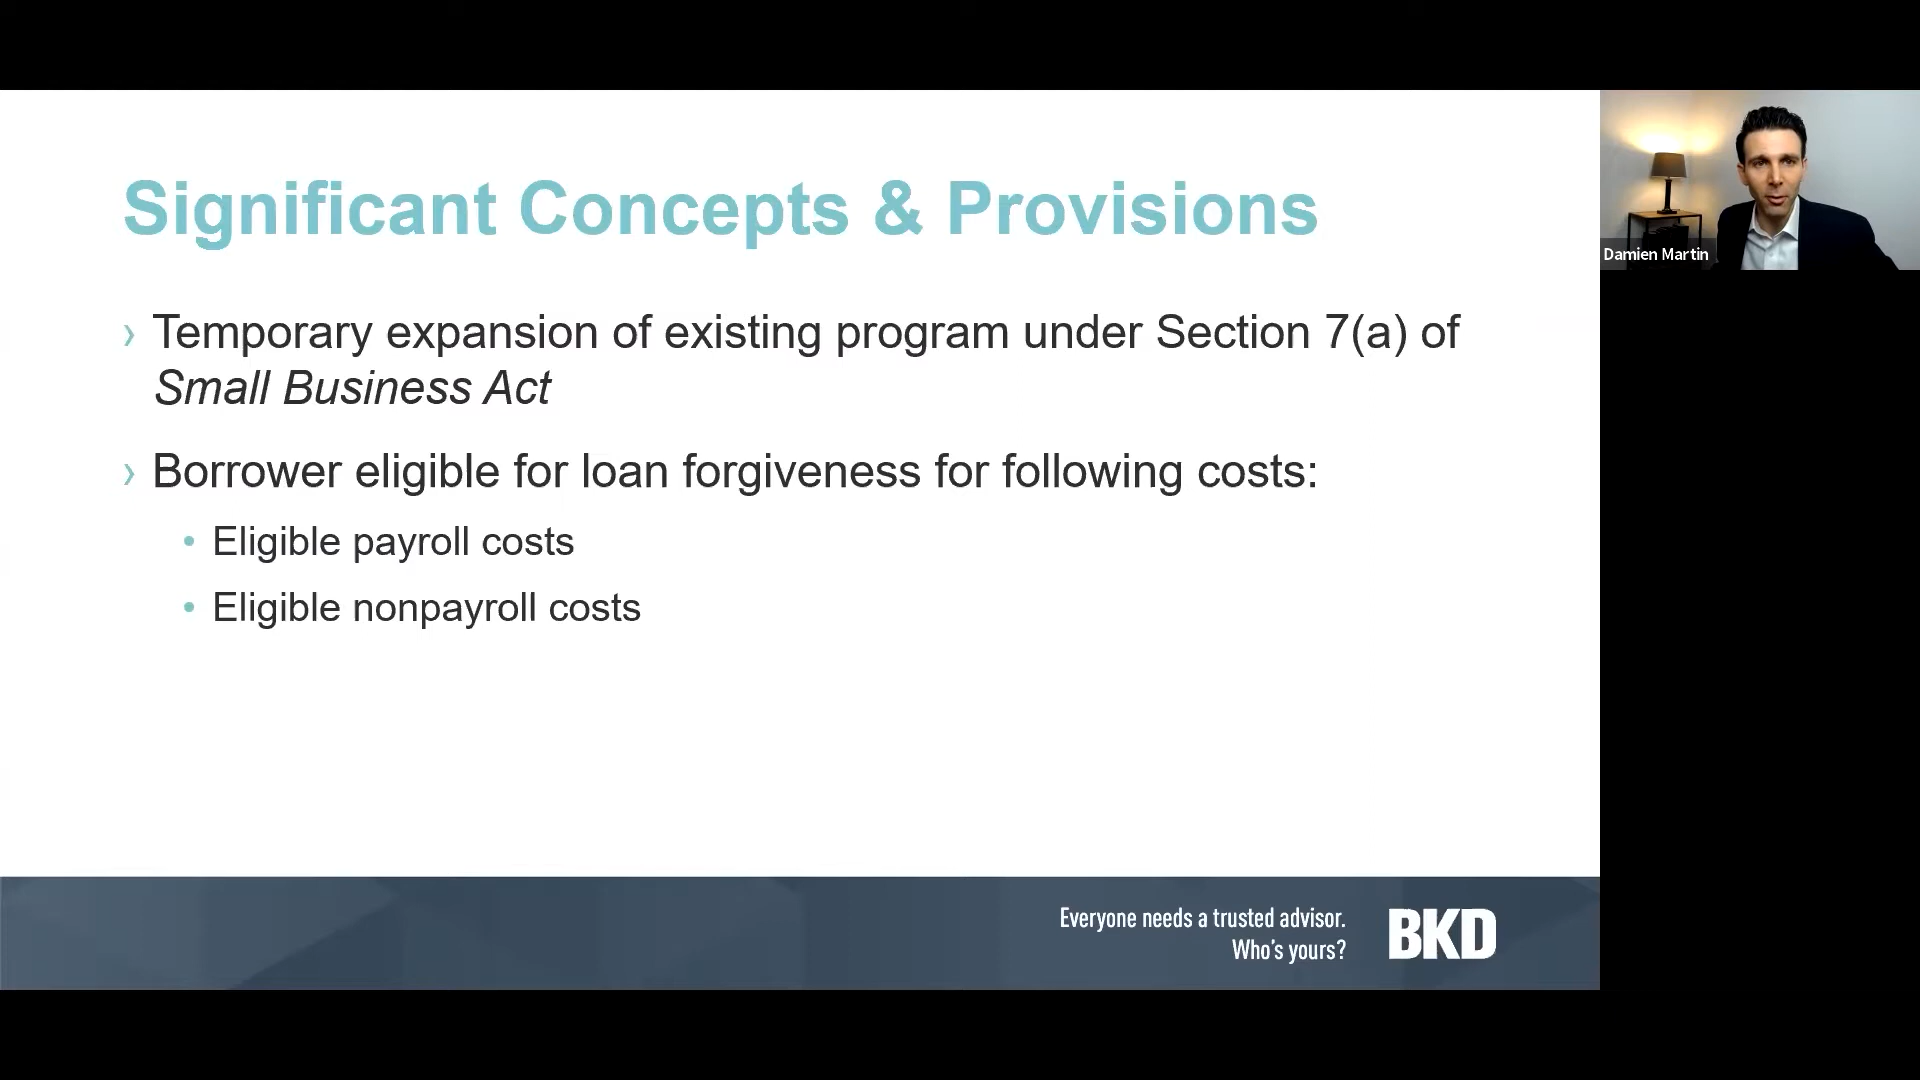 Significant Concepts & Provisions
› Temporary expansion of existing program under Section 7(a) of
Small Business Act
› Borrower eligible for loan forgiveness for following costs:
• Eligible payroll costs
• Eligible nonpayroll costs
Everyone needs a trusted advisor.
Who's yours?
BKD
Damien Martin